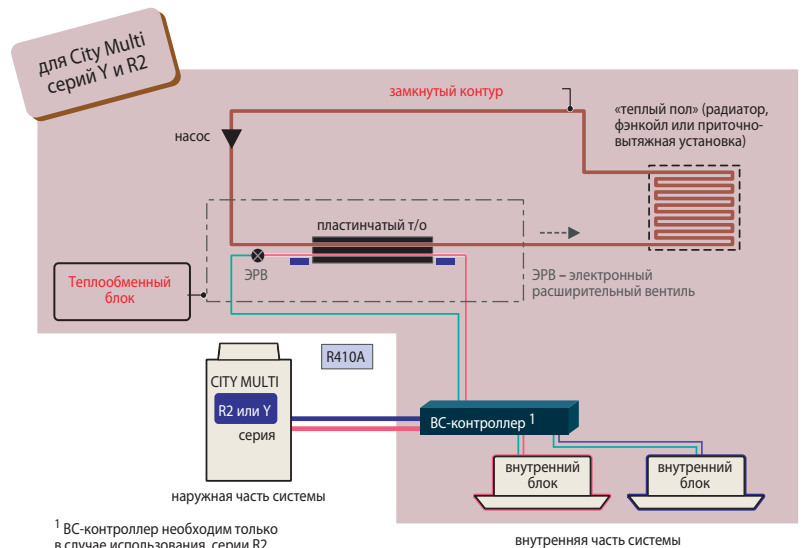 для City Multi
серий Y и R2
замкнутый контур
«теплый пол» (радиатор,
фэнкойл или приточно-
вытяжная установка)
насос
пластинчатый т/о
ЭРВ
ЭРВ – электронный
расширительный вентиль
Теплообменный
блок
R410A
CITY MULTI
R2 или Y
серия
BC-контроллер 1
внутренний
блок
внутренний
блок
наружная часть системы
1 BC-контроллер необходим только
в случае использования серии R2
внутренняя часть системы